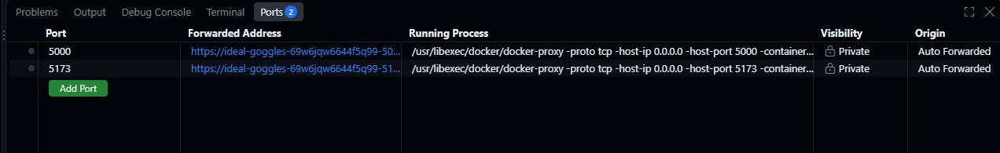 Problems Output Debug Console Terminal Ports 2
Port Forwarded Address Running Process Visibility Origin
5000 https://ideal-goggles-69w6jqw6644f5q99-50... /usr/libexec/docker/docker-proxy -proto tcp -host-ip 0.0.0.0 -host-port 5000 -container... Private Auto Forwarded
5173 https://ideal-goggles-69w6jqw6644f5q99-51... /usr/libexec/docker/docker-proxy -proto tcp -host-ip 0.0.0.0 -host-port 5173 -container... Private Auto Forwarded
Add Port